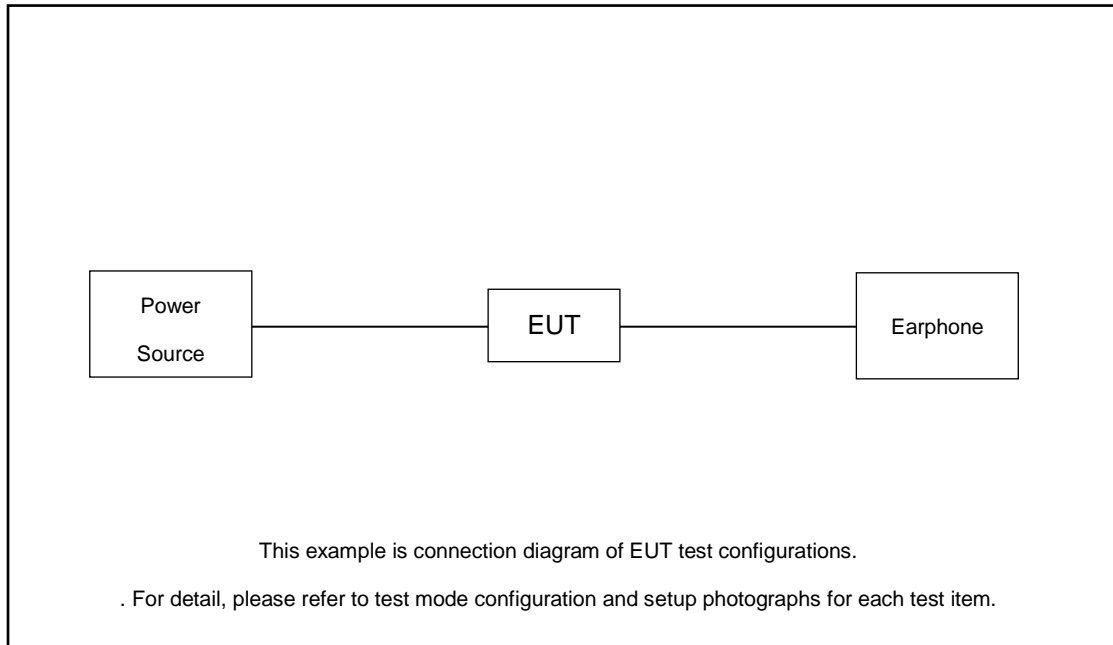 Power
Source
EUT
Earphone
This example is connection diagram of EUT test configurations.
. For detail, please refer to test mode configuration and setup photographs for each test item.